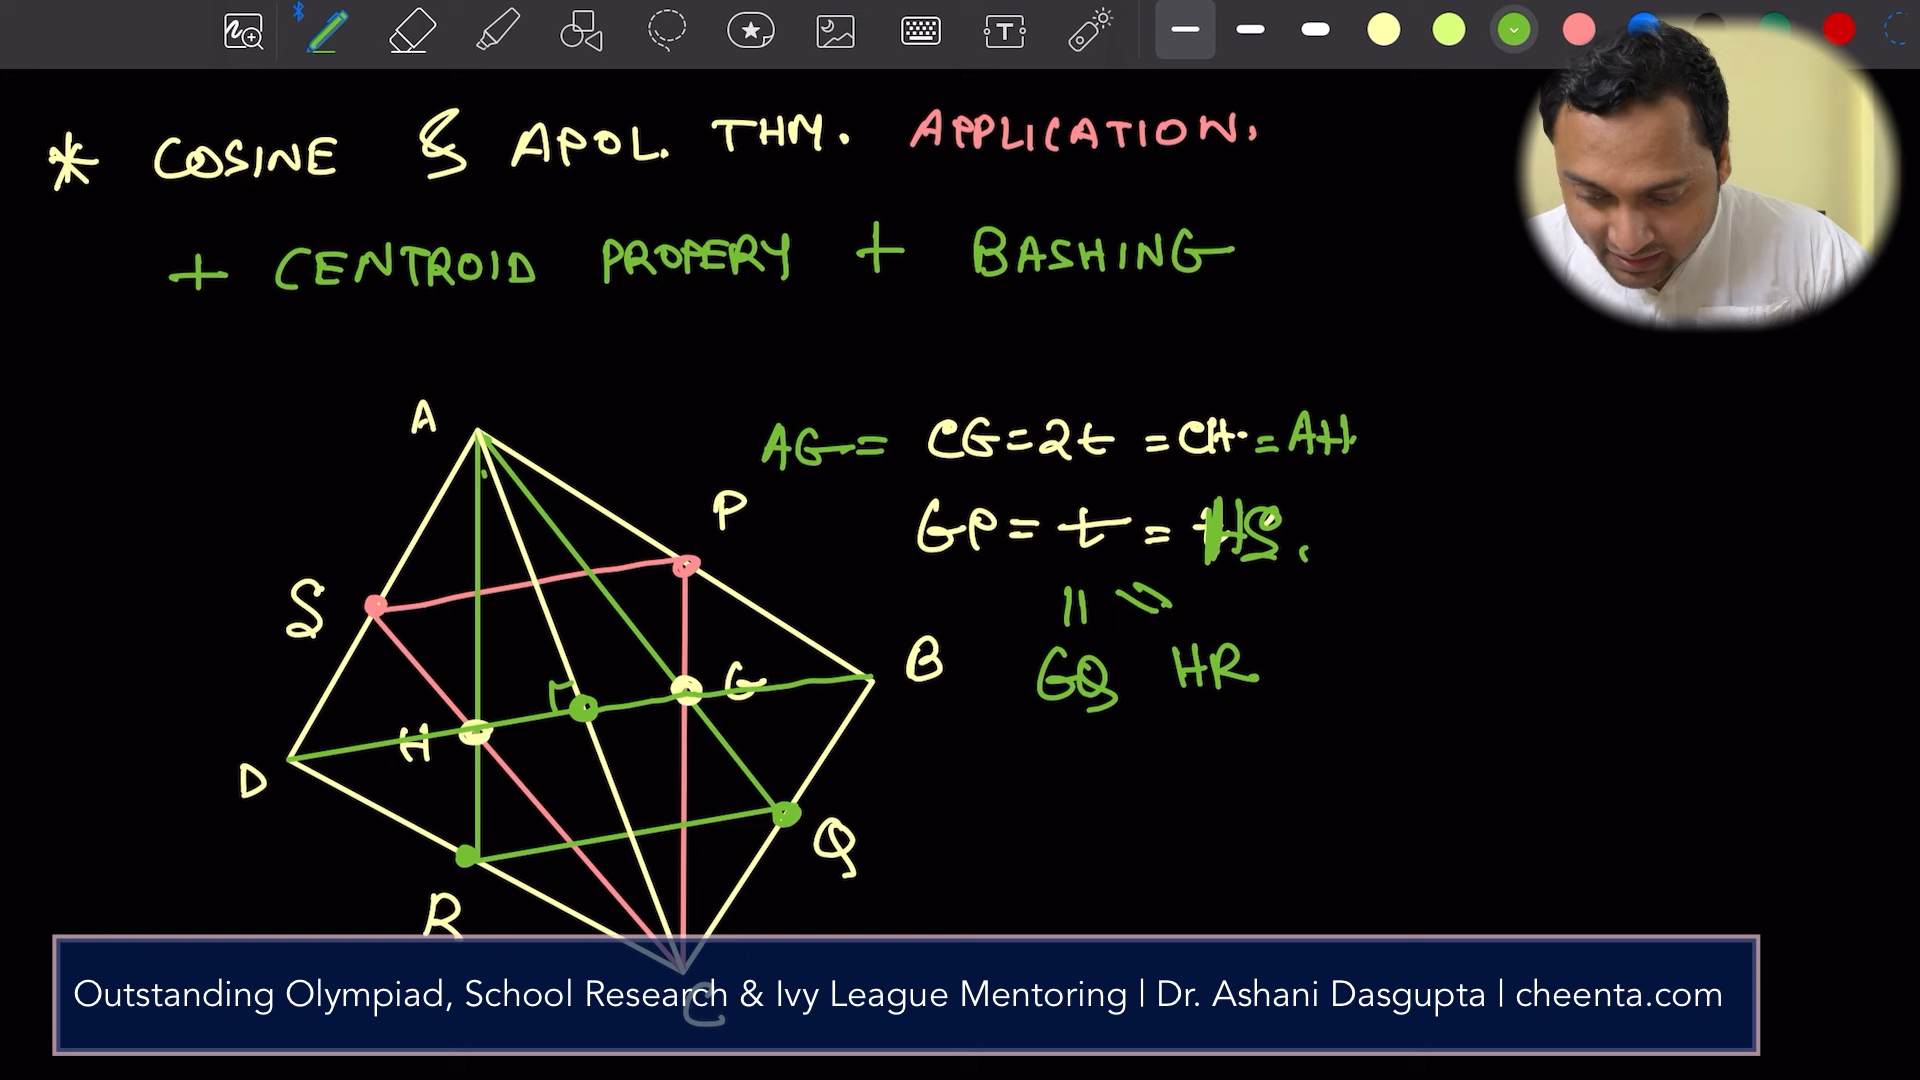 * COSINE & APOL. THM. APPLICATION.
+ CENTROID PROPERY + BASHING
A
AG = CG = 2t = CH = AH
P
GP = t = HS.
S
B
G
H
GQ HR
D
Q
R
C
Outstanding Olympiad, School Research & Ivy League Mentoring | Dr. Ashani Dasgupta | cheenta.com